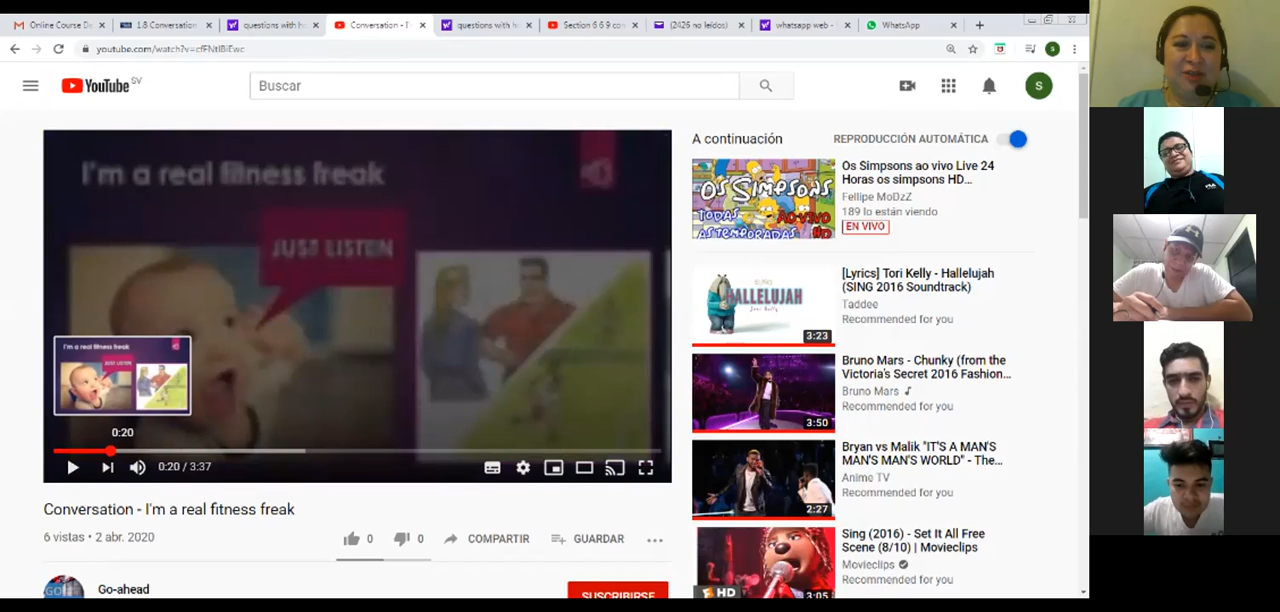 Online Course Di
1.8 Conversation
questions with H
Conversation - I'
questions with h
Section 6 6 9 co
(2426 no leídos)
whatsapp web -
WhatsApp
youtube.com/watch?v=cfFNtIBiEwc
YouTube SV
Buscar
S
I'm a real fitness freak
JUST LISTEN
I'm a real fitness freak
JUST LISTEN
0:20
0:20 / 3:37
Conversation - I'm a real fitness freak
6 vistas • 2 abr. 2020
0
0
COMPARTIR
GUARDAR
Go-ahead
SUSCRIBIRSE
A continuación
REPRODUCCIÓN AUTOMÁTICA
OS SIMPSONS
TODAS
AS TEMPORADAS
AO VIVO
HD
Os Simpsons ao vivo Live 24
Horas os simpsons HD...
Fellipe MoDzZ
189 lo están viendo
EN VIVO
HALLELUJAH
3:23
[Lyrics] Tori Kelly - Hallelujah
(SING 2016 Soundtrack)
Taddee
Recommended for you
3:50
Bruno Mars - Chunky (from the
Victoria's Secret 2016 Fashion...
Bruno Mars
Recommended for you
2:27
Bryan vs Malik "IT'S A MAN'S
MAN'S MAN'S WORLD" - The...
Anime TV
Recommended for you
HD
3:05
Sing (2016) - Set It All Free
Scene (8/10) | Movieclips
Movieclips
Recommended for you